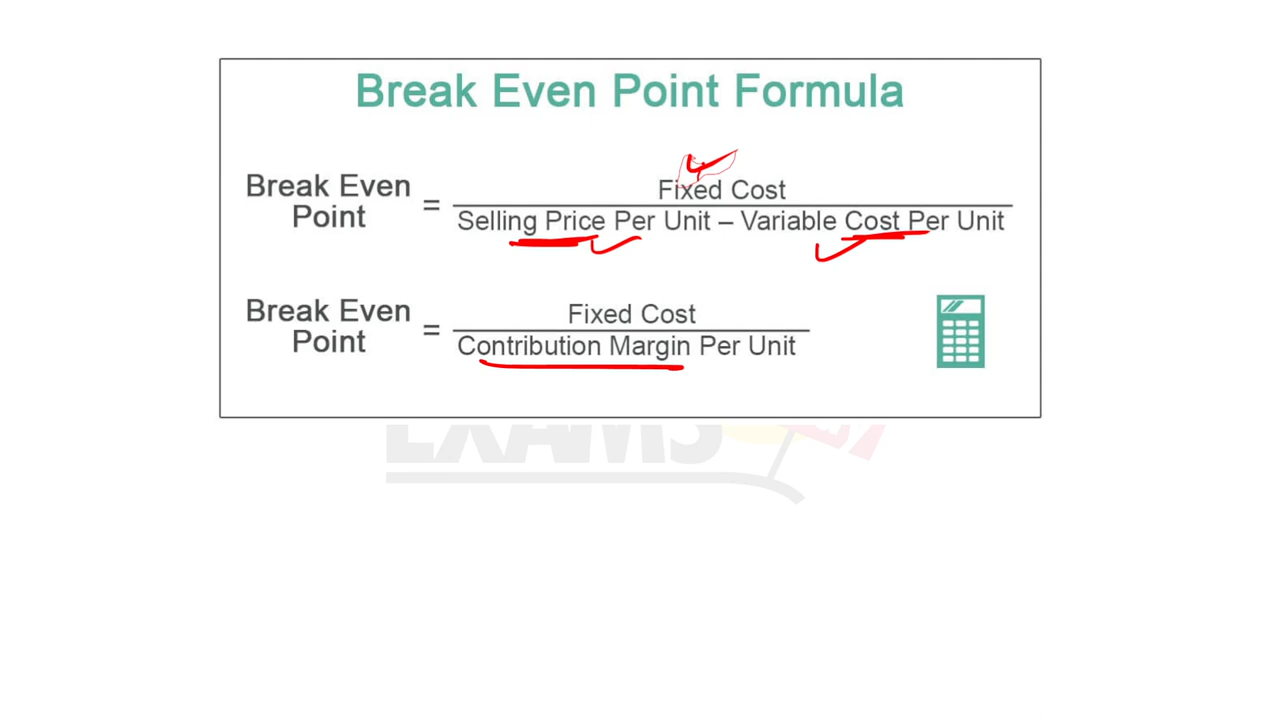 Break Even Point Formula
Break Even Point = Fixed Cost / Selling Price Per Unit – Variable Cost Per Unit
Break Even Point = Fixed Cost / Contribution Margin Per Unit
EXAMS